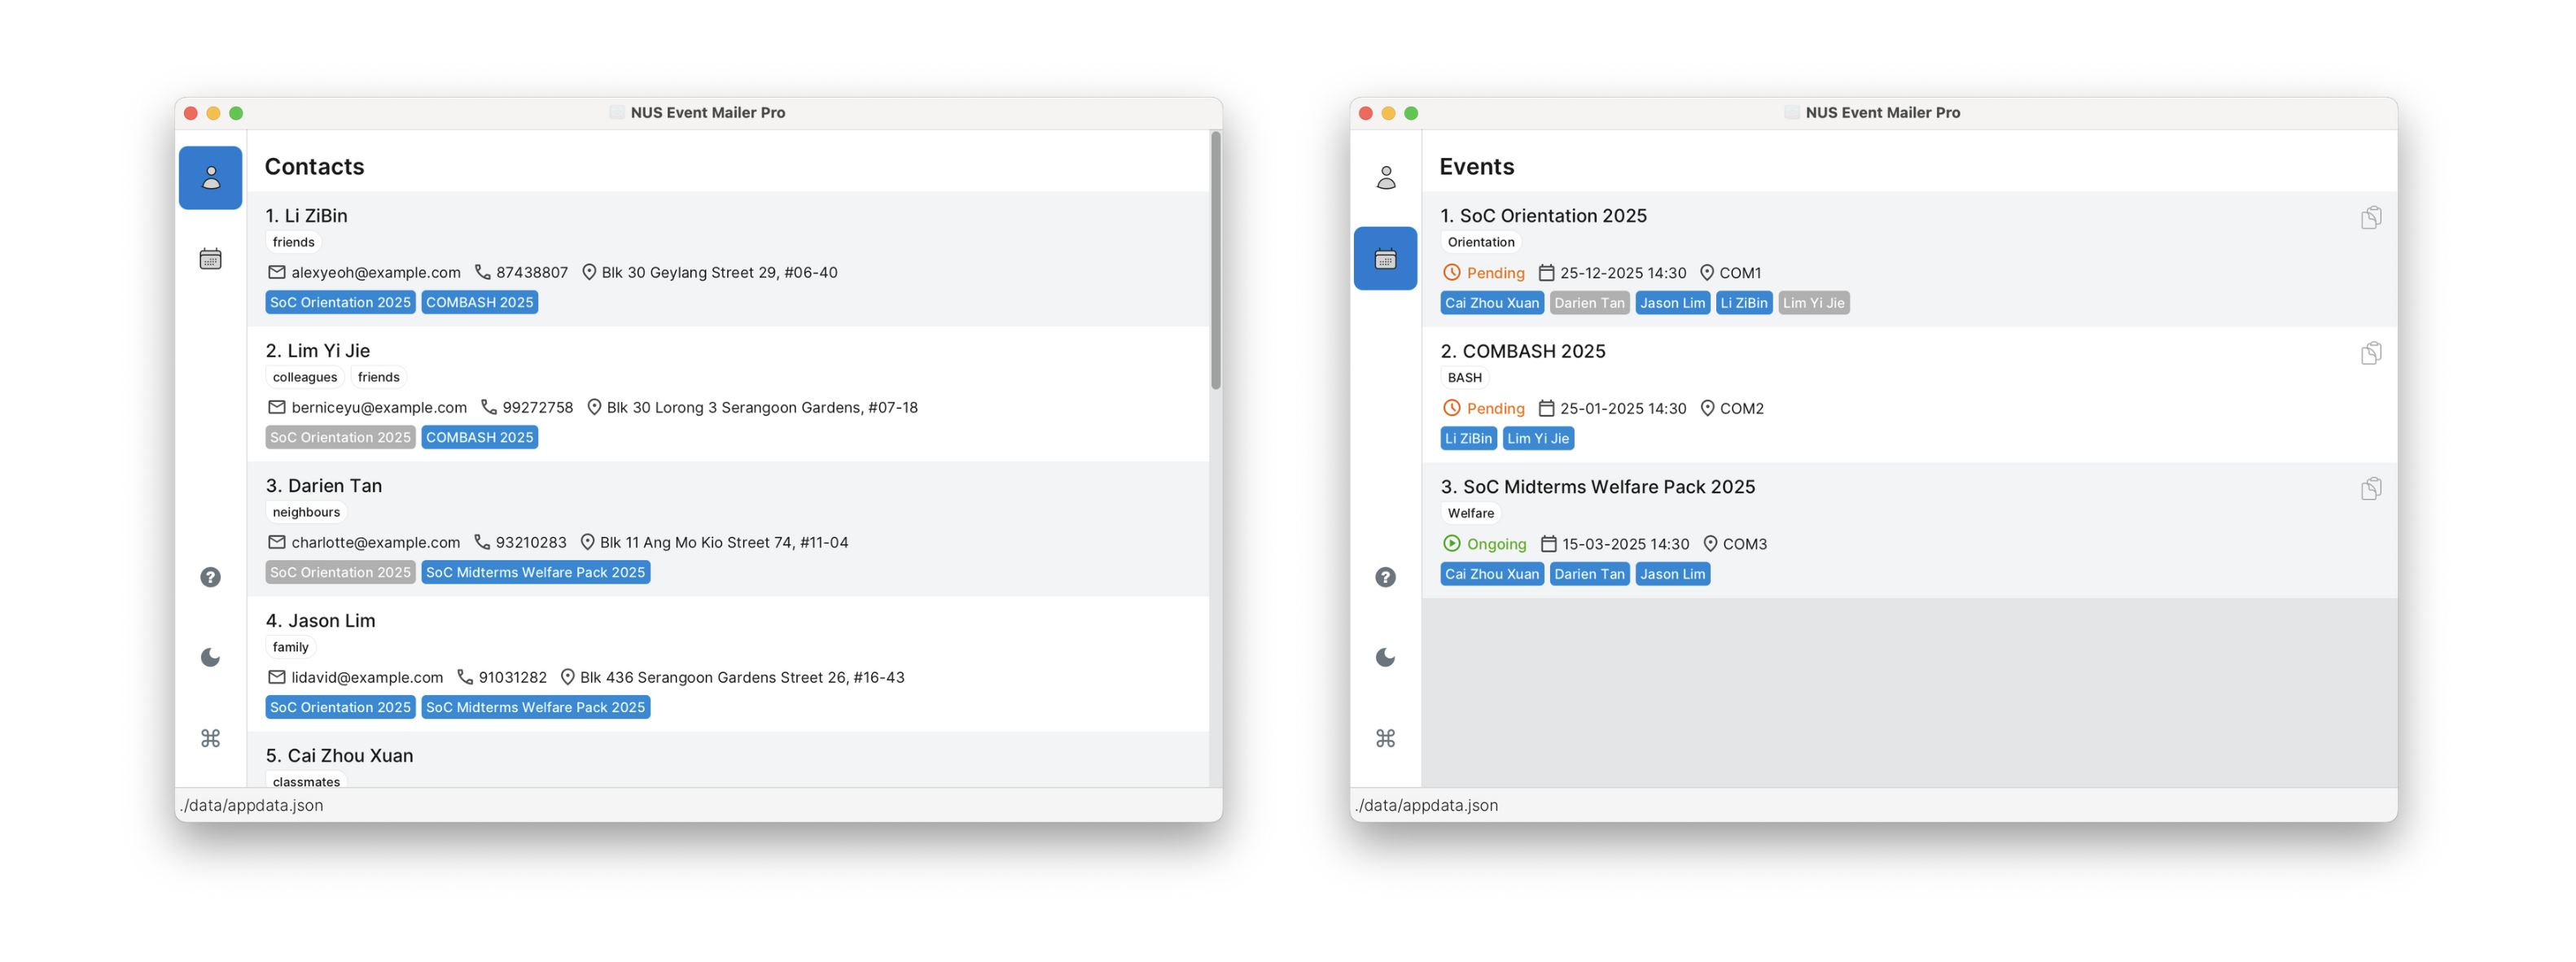 NUS Event Mailer Pro
Contacts
1. Li ZiBin
friends
alexyeoh@example.com 87438807 Blk 30 Geylang Street 29, #06-40
SoC Orientation 2025 COMBASH 2025
2. Lim Yi Jie
colleagues friends
berniceyu@example.com 99272758 Blk 30 Lorong 3 Serangoon Gardens, #07-18
SoC Orientation 2025 COMBASH 2025
3. Darien Tan
neighbours
charlotte@example.com 93210283 Blk 11 Ang Mo Kio Street 74, #11-04
SoC Orientation 2025 SoC Midterms Welfare Pack 2025
4. Jason Lim
family
lidavid@example.com 91031282 Blk 436 Serangoon Gardens Street 26, #16-43
SoC Orientation 2025 SoC Midterms Welfare Pack 2025
5. Cai Zhou Xuan
classmates
./data/appdata.json
NUS Event Mailer Pro
Events
1. SoC Orientation 2025
Orientation
Pending 25-12-2025 14:30 COM1
Cai Zhou Xuan Darien Tan Jason Lim Li ZiBin Lim Yi Jie
2. COMBASH 2025
BASH
Pending 25-01-2025 14:30 COM2
Li ZiBin Lim Yi Jie
3. SoC Midterms Welfare Pack 2025
Welfare
Ongoing 15-03-2025 14:30 COM3
Cai Zhou Xuan Darien Tan Jason Lim
./data/appdata.json